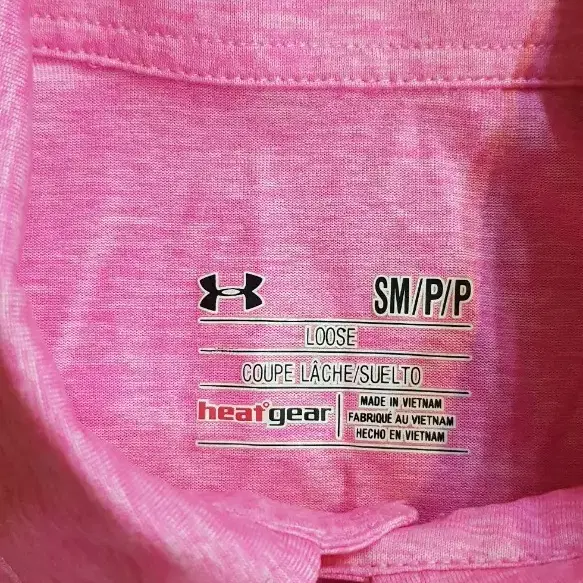 SM/P/P
LOOSE
COUPE LÂCHE/SUELTO
heatgear
MADE IN VIETNAM
FABRIQUÉ AU VIETNAM
HECHO EN VIETNAM